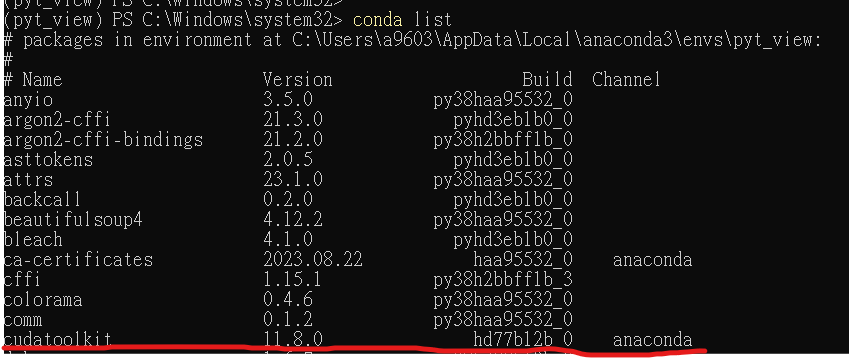 (pyt_view) PS C:\Windows\system32>
(pyt_view) PS C:\Windows\system32> conda list
# packages in environment at C:\Users\a9603\AppData\Local\anaconda3\envs\pyt_view:
#
# Name Version Build Channel
anyio 3.5.0 py38haa95532_0
argon2-cffi 21.3.0 pyhd3eb1b0_0
argon2-cffi-bindings 21.2.0 py38h2bbff1b_0
asttokens 2.0.5 pyhd3eb1b0_0
attrs 23.1.0 py38haa95532_0
backcall 0.2.0 pyhd3eb1b0_0
beautifulsoup4 4.12.2 py38haa95532_0
bleach 4.1.0 pyhd3eb1b0_0
ca-certificates 2023.08.22 haa95532_0 anaconda
cffi 1.15.1 py38h2bbff1b_3
colorama 0.4.6 py38haa95532_0
comm 0.1.2 py38haa95532_0
cudatoolkit 11.8.0 hd77b12b_0 anaconda